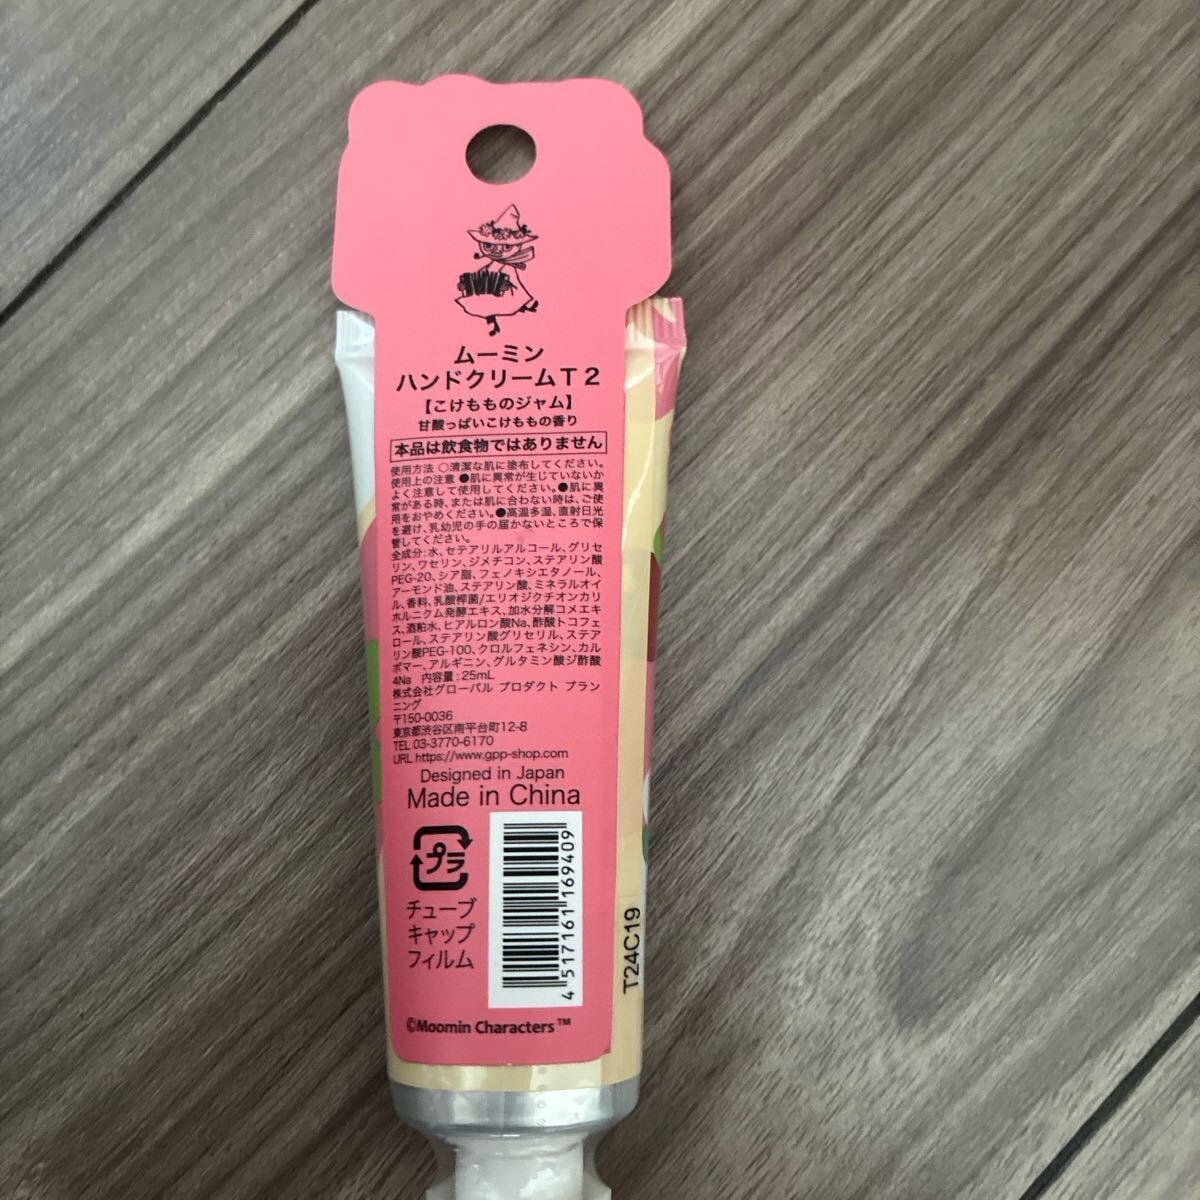 ムーミン
ハンドクリームT2
【こけもものジャム】
甘酸っぱいこけももの香り
本品は飲食物ではありません
使用方法 ○清潔な肌に塗布してください。
使用上の注意 ●肌に異常が生じていないか
よく注意して使用してください。●肌に異
常がある時、または肌に合わない時は、ご使
用をおやめください。●高温多湿、直射日光
を避け、乳幼児の手の届かないところで保
管してください。
全成分：水、セテアリルアルコール、グリセ
リン、ワセリン、ジメチコン、ステアリン酸
PEG-20、シア脂、フェノキシエタノール、
アーモンド油、ステアリン酸、ミネラルオイ
ル、香料、乳酸桿菌/エリオジクチオンカリ
ホルニクム発酵エキス、加水分解コメエキ
ス、酒粕水、ヒアルロン酸Na、酢酸トコフェ
ロール、ステアリン酸グリセリル、ステア
リン酸PEG-100、クロルフェネシン、カル
ボマー、アルギニン、グルタミン酸ジ酢酸
4Na 内容量：25mL
株式会社グローバル プロダクト プラン
ニング
〒150-0036
東京都渋谷区南平台町12-8
TEL 03-3770-6170
URL https://www.gpp-shop.com
Designed in Japan
Made in China
プラ
チューブ
キャップ
フィルム
4 517161 169409
T24C19
©Moomin Characters™